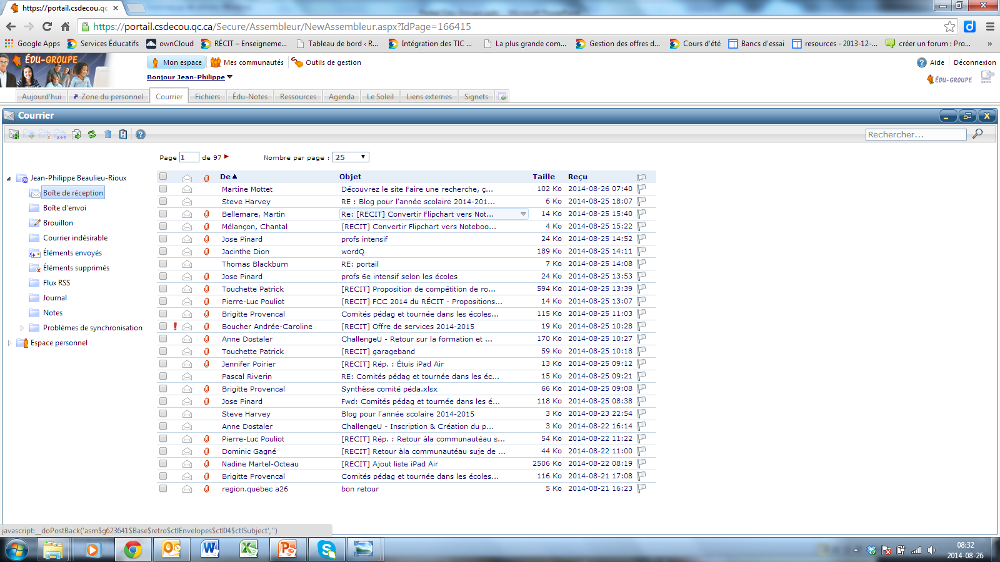 https://portail.csdecou.qc
https://portail.csdecou.qc.ca/Secure/Assembleur/NewAssembleur.aspx?IdPage=166415
Google Apps Services Éducatifs ownCloud RÉCIT – Enseigneme... Tableau de bord ‹ R... Intégration des TIC ... La plus grande com... Gestion des offres d... Cours d'été Bancs d'essai resources - 2013-12-... créer un forum : Pro... »
ÉDU-GROUPE Mon espace Mes communautés Outils de gestion Aide Déconnexion
Bonjour Jean-Philippe ÉDU-GROUPE
Aujourd'hui Zone du personnel Courrier Fichiers Édu-Notes Ressources Agenda Le Soleil Liens externes Signets
Courrier
Rechercher...
Page 1 de 97 Nombre par page : 25
De Objet Taille Reçu
Martine Mottet Découvrez le site Faire une recherche, ç... 102 Ko 2014-08-26 07:40
Steve Harvey RE : Blog pour l'année scolaire 2014-201... 6 Ko 2014-08-25 18:07
Bellemare, Martin Re: [RECIT] Convertir Flipchart vers Not... 14 Ko 2014-08-25 15:40
Mélançon, Chantal [RECIT] Convertir Flipchart vers Noteboo... 4 Ko 2014-08-25 15:22
Jose Pinard profs intensif 24 Ko 2014-08-25 14:52
Jacinthe Dion wordQ 189 Ko 2014-08-25 14:11
Thomas Blackburn RE: portail 7 Ko 2014-08-25 14:08
Jose Pinard profs 6e intensif selon les écoles 24 Ko 2014-08-25 13:53
Touchette Patrick [RECIT] Proposition de compétition de ro... 594 Ko 2014-08-25 13:39
Pierre-Luc Pouliot [RECIT] FCC 2014 du RÉCIT - Propositions... 14 Ko 2014-08-25 13:07
Brigitte Provencal Comités pédag et tournée dans les écoles... 115 Ko 2014-08-25 11:03
Boucher Andrée-Caroline [RECIT] Offre de services 2014-2015 19 Ko 2014-08-25 10:28
Anne Dostaler ChallengeU - Retour sur la formation et ... 170 Ko 2014-08-25 10:27
Touchette Patrick [RECIT] garageband 59 Ko 2014-08-25 10:18
Jennifer Poirier [RECIT] Rép. : Étuis iPad Air 13 Ko 2014-08-25 09:12
Pascal Riverin RE: Comités pédag et tournée dans les éc... 15 Ko 2014-08-25 09:21
Brigitte Provencal Synthèse comité péda.xlsx 66 Ko 2014-08-25 09:08
Jose Pinard Fwd: Comités pédag et tournée dans les é... 118 Ko 2014-08-25 08:38
Steve Harvey Blog pour l'année scolaire 2014-2015 3 Ko 2014-08-23 22:54
Anne Dostaler ChallengeU - Inscription & Création du p... 3 Ko 2014-08-22 16:14
Pierre-Luc Pouliot [RECIT] Rép. : Retour àla communautéau s... 54 Ko 2014-08-22 11:22
Dominic Gagné [RECIT] Retour àla communautéau suje de ... 44 Ko 2014-08-22 11:00
Nadine Martel-Octeau [RECIT] Ajout liste iPad Air 2506 Ko 2014-08-22 08:19
Brigitte Provencal Comités pédag et tournée dans les écoles... 116 Ko 2014-08-21 17:08
region.quebec a26 bon retour 5 Ko 2014-08-21 16:23
Jean-Philippe Beaulieu-Rioux
Boîte de réception
Boîte d'envoi
Brouillon
Courrier indésirable
Éléments envoyés
Éléments supprimés
Flux RSS
Journal
Notes
Problèmes de synchronisation
Espace personnel
javascript:__doPostBack('asm$g623641$Base$retro$ctlEnvelopes$ctl04$ctlSubject','')
08:32
2014-08-26